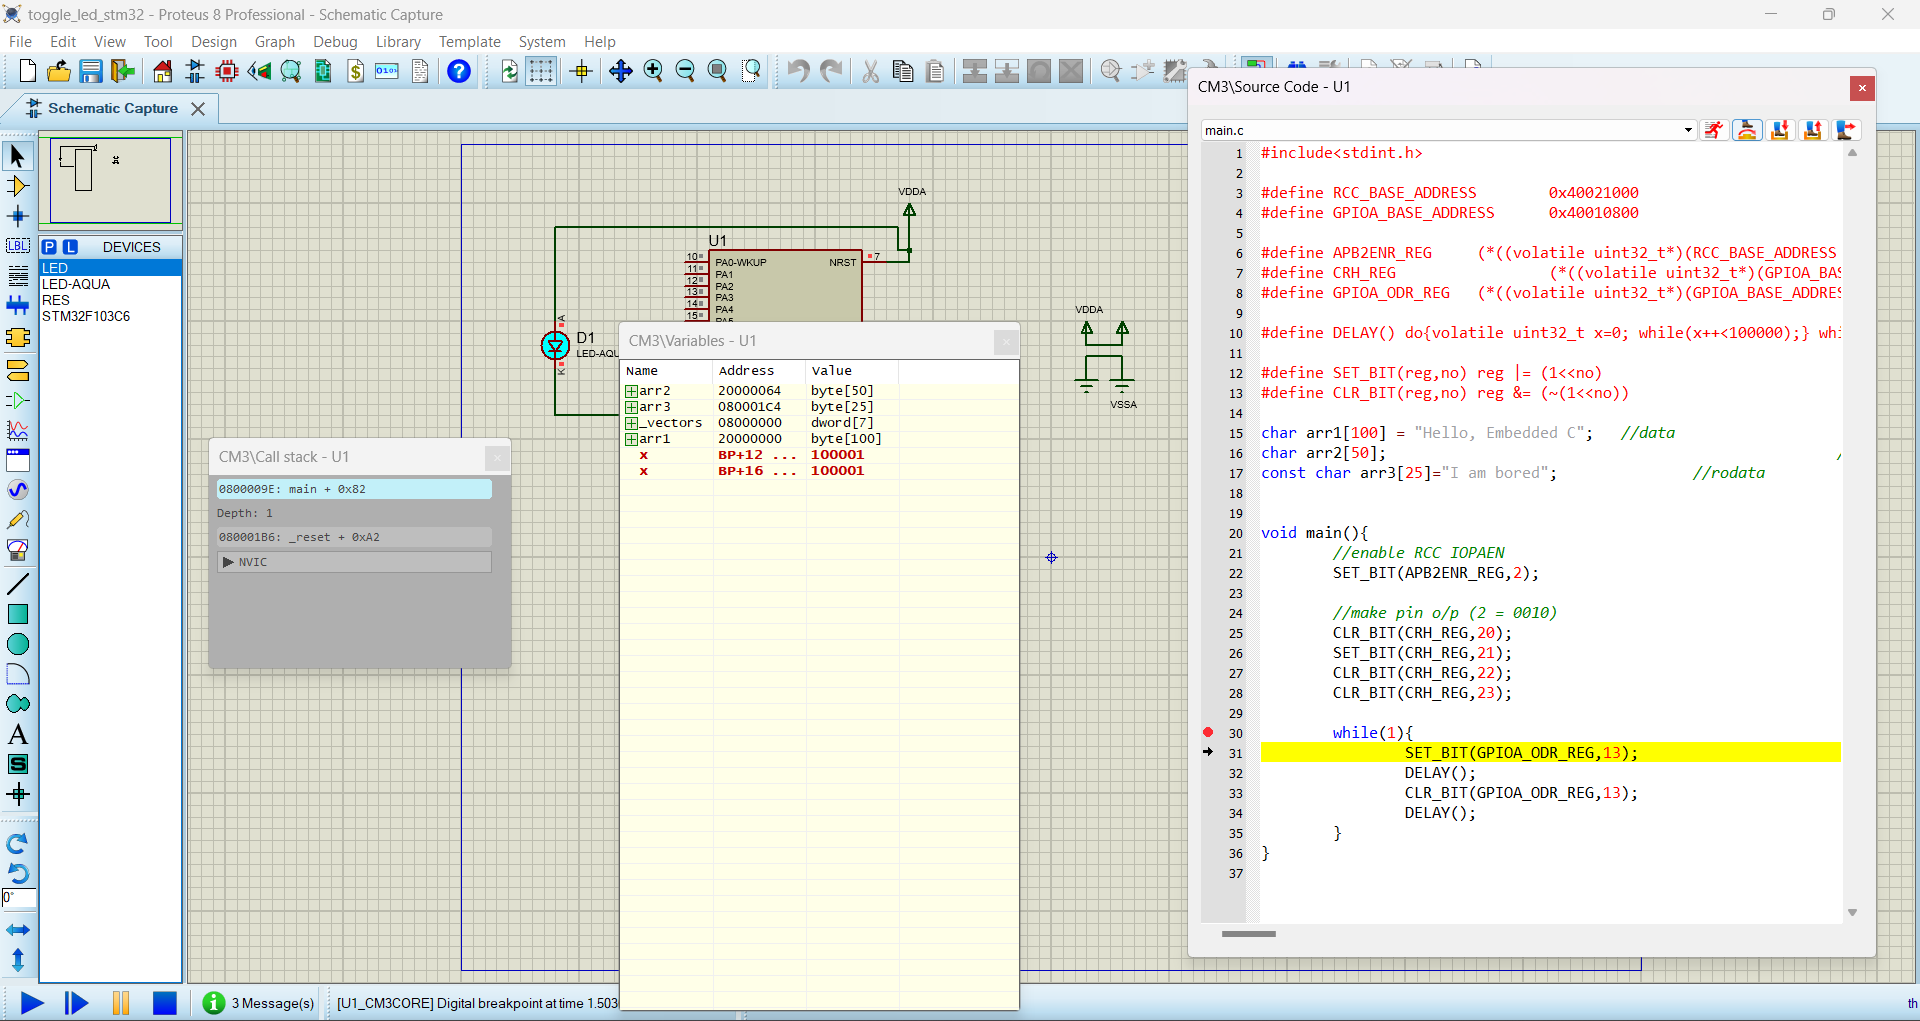 toggle_led_stm32 - Proteus 8 Professional - Schematic Capture
File Edit View Tool Design Graph Debug Library Template System Help
Schematic Capture
P L DEVICES
LED
LED-AQUA
RES
STM32F103C6
LBL
A
S
0°
VDDA
U1
10
11
12
13
14
15
PA0-WKUP
PA1
PA2
PA3
PA4
PA5
NRST
7
A
D1
LED-AQU
K
VDDA
VSSA
CM3\Call stack - U1
0800009E: main + 0x82
Depth: 1
080001B6: _reset + 0xA2
NVIC
CM3\Variables - U1
Name Address Value
arr2 20000064 byte[50]
arr3 080001C4 byte[25]
_vectors 08000000 dword[7]
arr1 20000000 byte[100]
x BP+12 ... 100001
x BP+16 ... 100001
CM3\Source Code - U1
main.c
1 #include<stdint.h>
2
3 #define RCC_BASE_ADDRESS 0x40021000
4 #define GPIOA_BASE_ADDRESS 0x40010800
5
6 #define APB2ENR_REG (*((volatile uint32_t*)(RCC_BASE_ADDRESS
7 #define CRH_REG (*((volatile uint32_t*)(GPIOA_BAS
8 #define GPIOA_ODR_REG (*((volatile uint32_t*)(GPIOA_BASE_ADDRES
9
10 #define DELAY() do{volatile uint32_t x=0; while(x++<100000);} whi
11
12 #define SET_BIT(reg,no) reg |= (1<<no)
13 #define CLR_BIT(reg,no) reg &= (~(1<<no))
14
15 char arr1[100] = "Hello, Embedded C"; //data
16 char arr2[50]; /
17 const char arr3[25]="I am bored"; //rodata
18
19
20 void main(){
21 //enable RCC IOPAEN
22 SET_BIT(APB2ENR_REG,2);
23
24 //make pin o/p (2 = 0010)
25 CLR_BIT(CRH_REG,20);
26 SET_BIT(CRH_REG,21);
27 CLR_BIT(CRH_REG,22);
28 CLR_BIT(CRH_REG,23);
29
30 while(1){
31 SET_BIT(GPIOA_ODR_REG,13);
32 DELAY();
33 CLR_BIT(GPIOA_ODR_REG,13);
34 DELAY();
35 }
36 }
37
3 Message(s) [U1_CM3CORE] Digital breakpoint at time 1.503
th